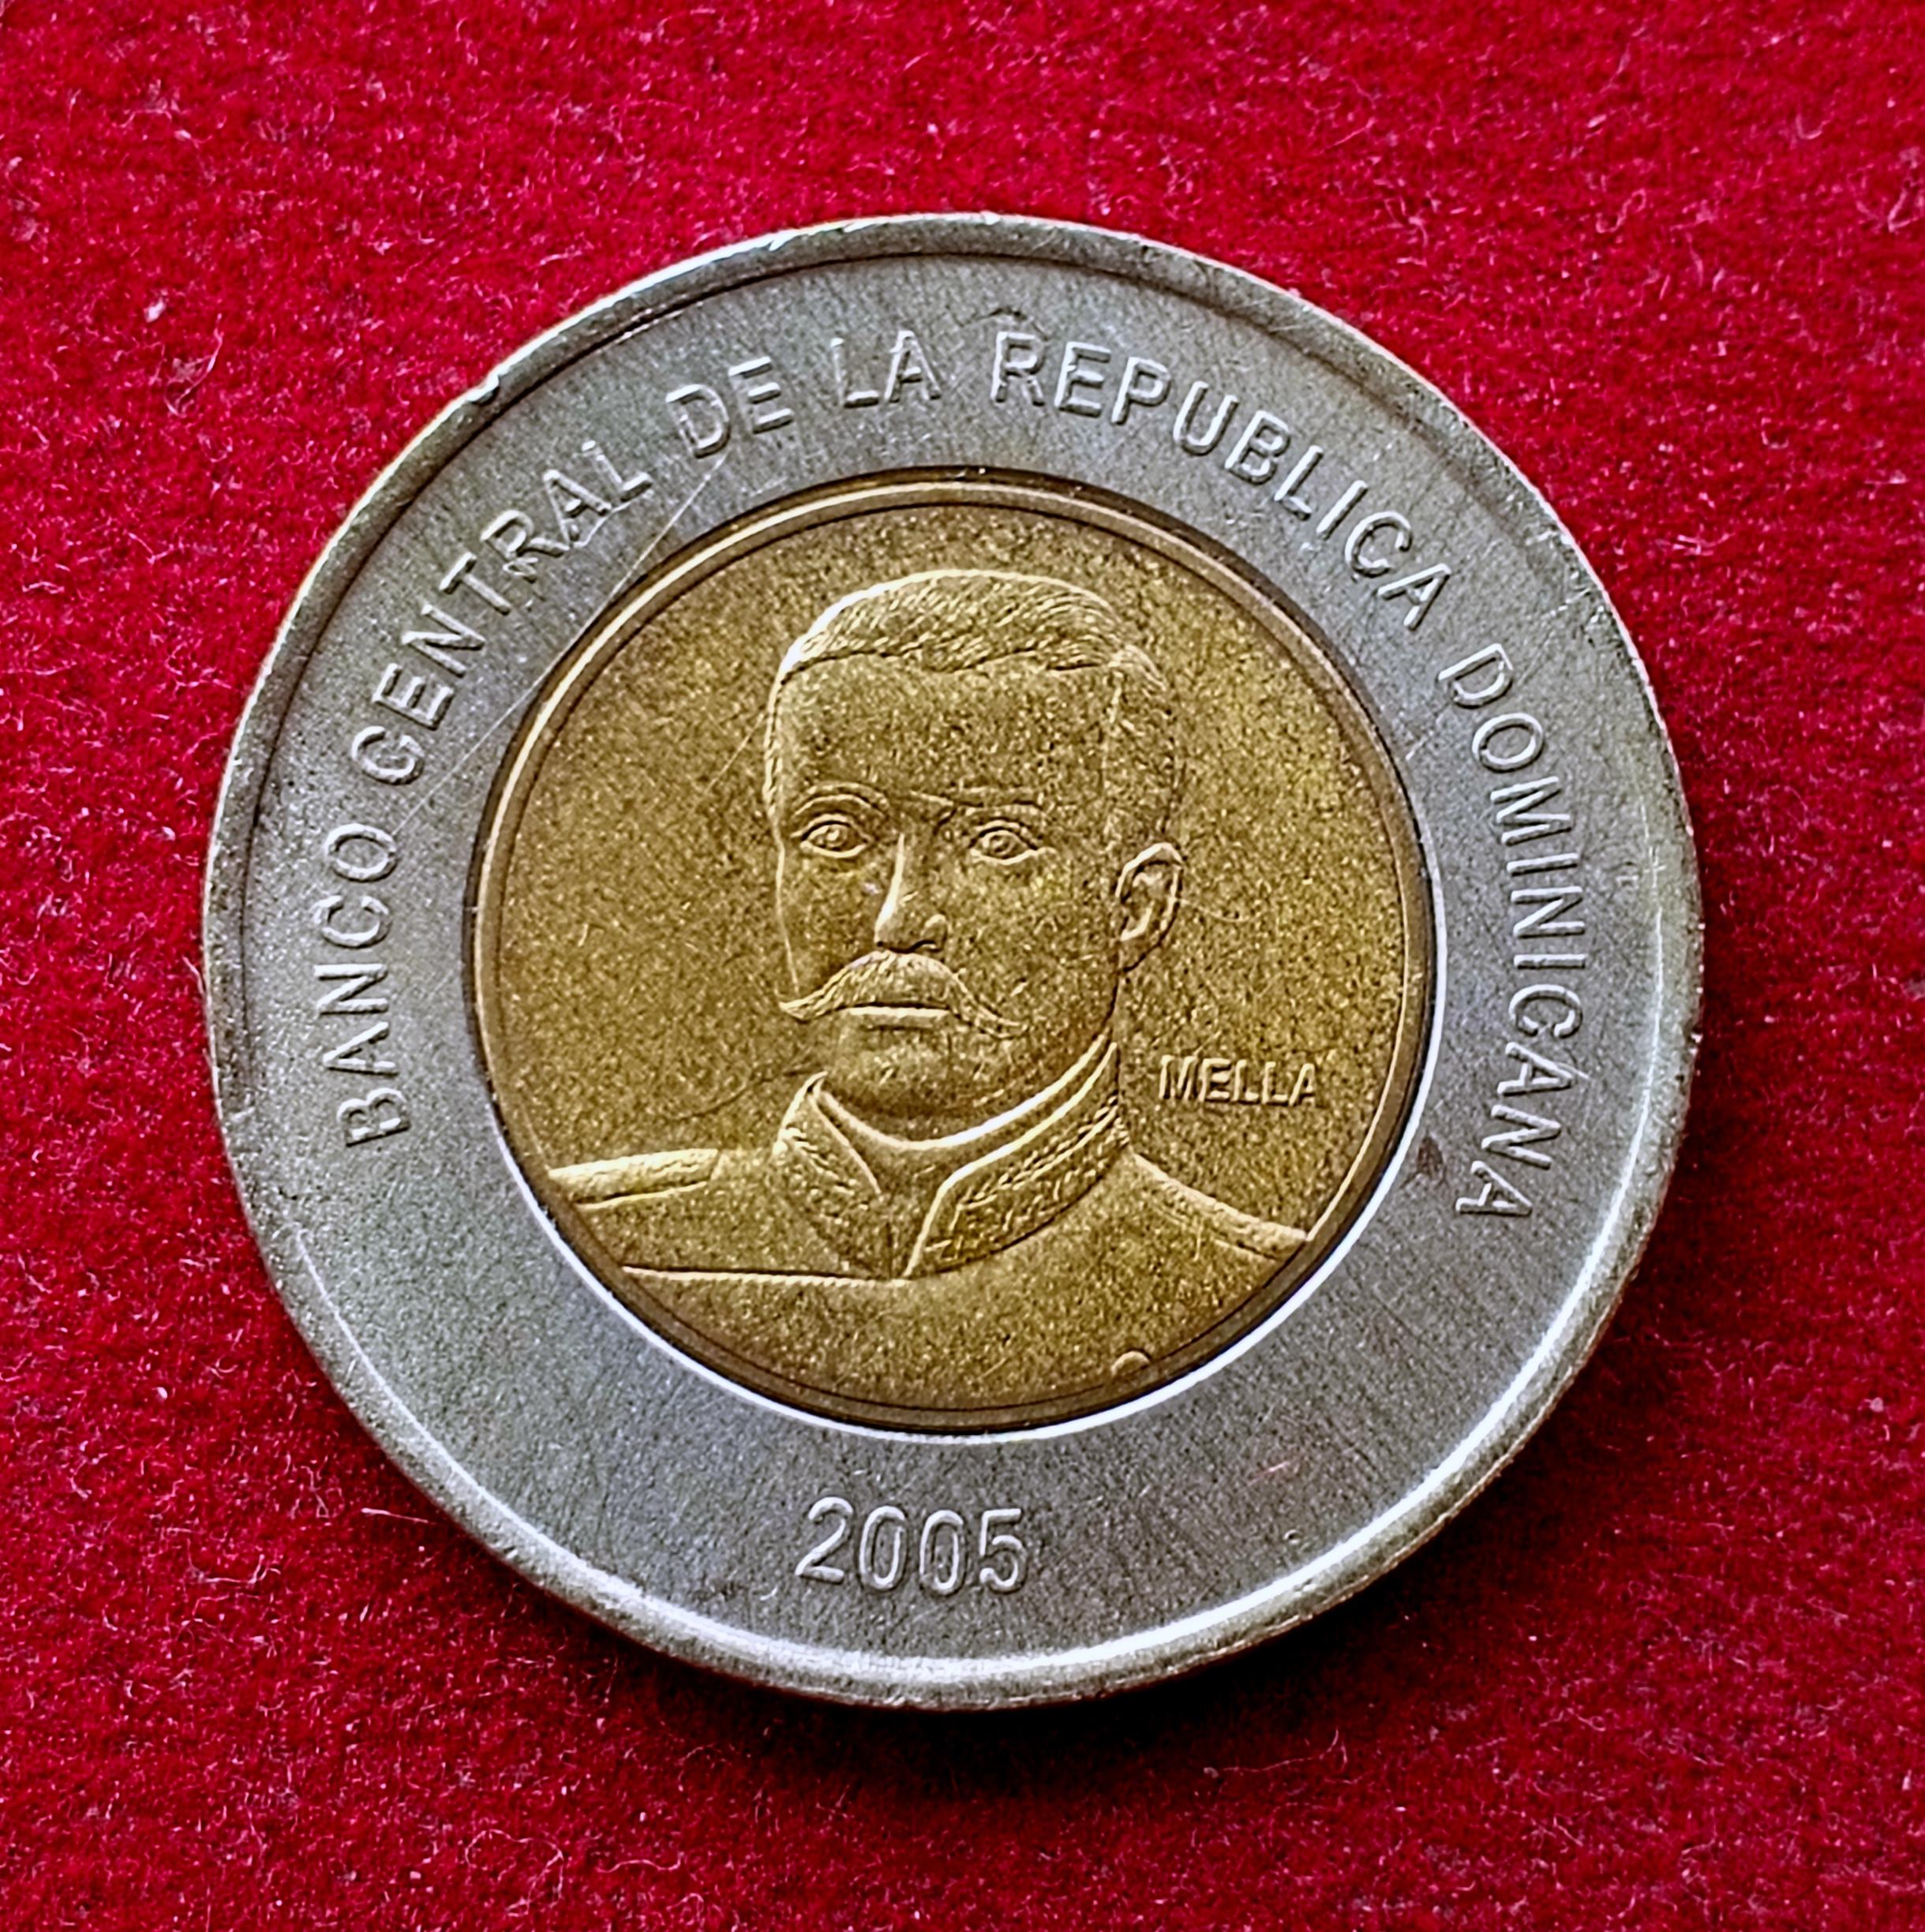 BANCO CENTRAL DE LA REPUBLICA DOMINICANA
MELLA
2005